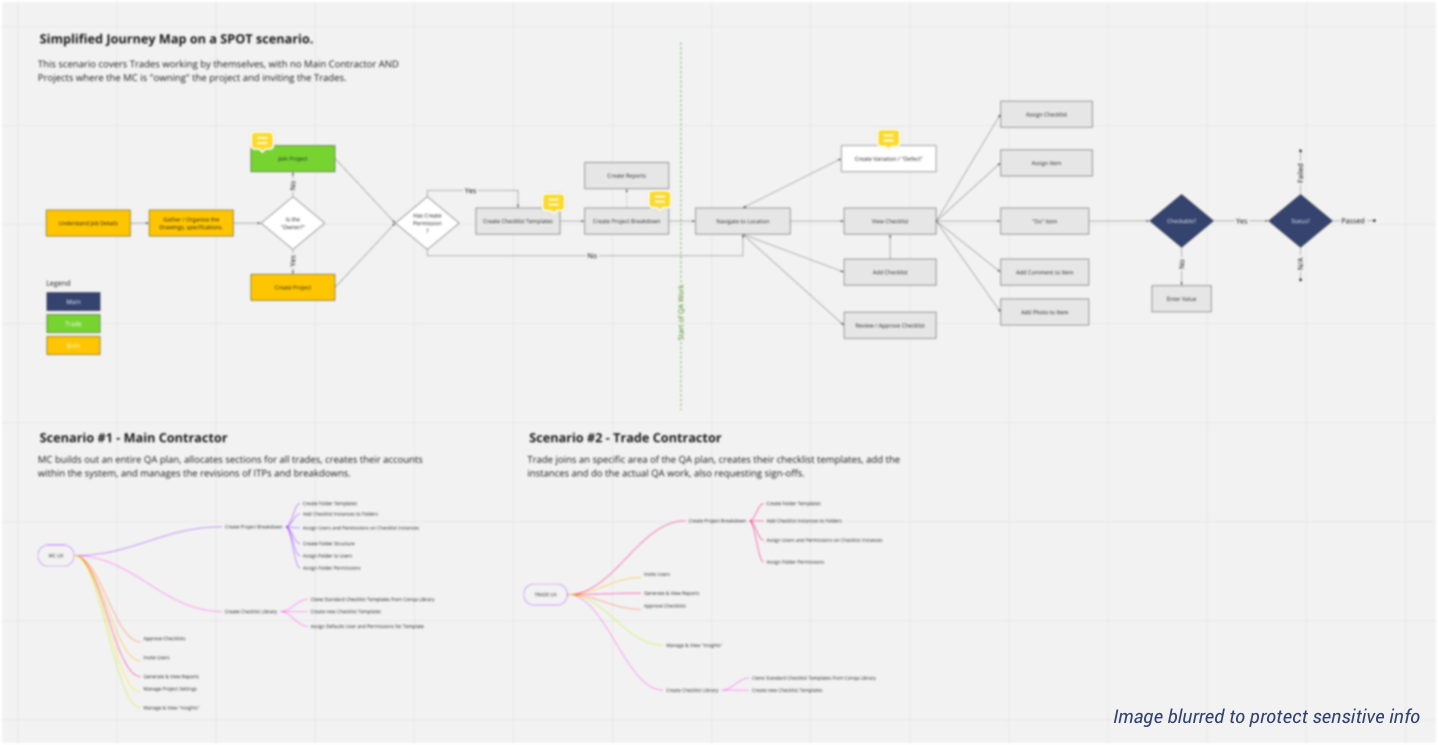 Simplified Journey Map on a SPOT scenario.
This scenario covers Trades working by themselves, with no Main Contractor AND
Projects where the MC is "owning" the project and inviting the Trades.
Understand Job Details
Gather / Organise the
Drawings, specifications.
Is the
"Owner?"
No
Join Project
Yes
Create Project
Has Create
Permission
?
Yes
No
Create Checklist Templates
Create Reports
Create Project Breakdown
Start of QA Work
Navigate to Location
Create Variation / "Defect"
View Checklist
Add Checklist
Review / Approve Checklist
Assign Checklist
Assign Item
"Do" Item
Add Comment to Item
Add Photo to Item
Checkable?
Yes
No
Enter Value
Status?
Failed
Passed
N/A
Legend
Main
Trade
Both
Scenario #1 - Main Contractor
MC builds out an entire QA plan, allocates sections for all trades, creates their accounts
within the system, and manages the revisions of ITPs and breakdowns.
MC UX
Create Project Breakdown
Create Folder Templates
Add Checklist Instances to Folders
Assign Users and Permissions on Checklist Instances
Create Folder Structure
Assign Folder to Users
Assign Folder Permissions
Create Checklist Library
Clone Standard Checklist Templates From Conqa Library
Create new Checklist Templates
Assign Defaults User and Permissions for Template
Approve Checklists
Invite Users
Generate & View Reports
Manage Project Settings
Manage & View "Insights"
Scenario #2 - Trade Contractor
Trade joins an specific area of the QA plan, creates their checklist templates, add the
instances and do the actual QA work, also requesting sign-offs.
TRADE UX
Create Project Breakdown
Create Folder Templates
Add Checklist Instances to Folders
Assign Users and Permissions on Checklist Instances
Assign Folder Permissions
Invite Users
Generate & View Reports
Approve Checklists
Manage & View "Insights"
Create Checklist Library
Clone Standard Checklist Templates From Conqa Library
Create new Checklist Templates
Image blurred to protect sensitive info